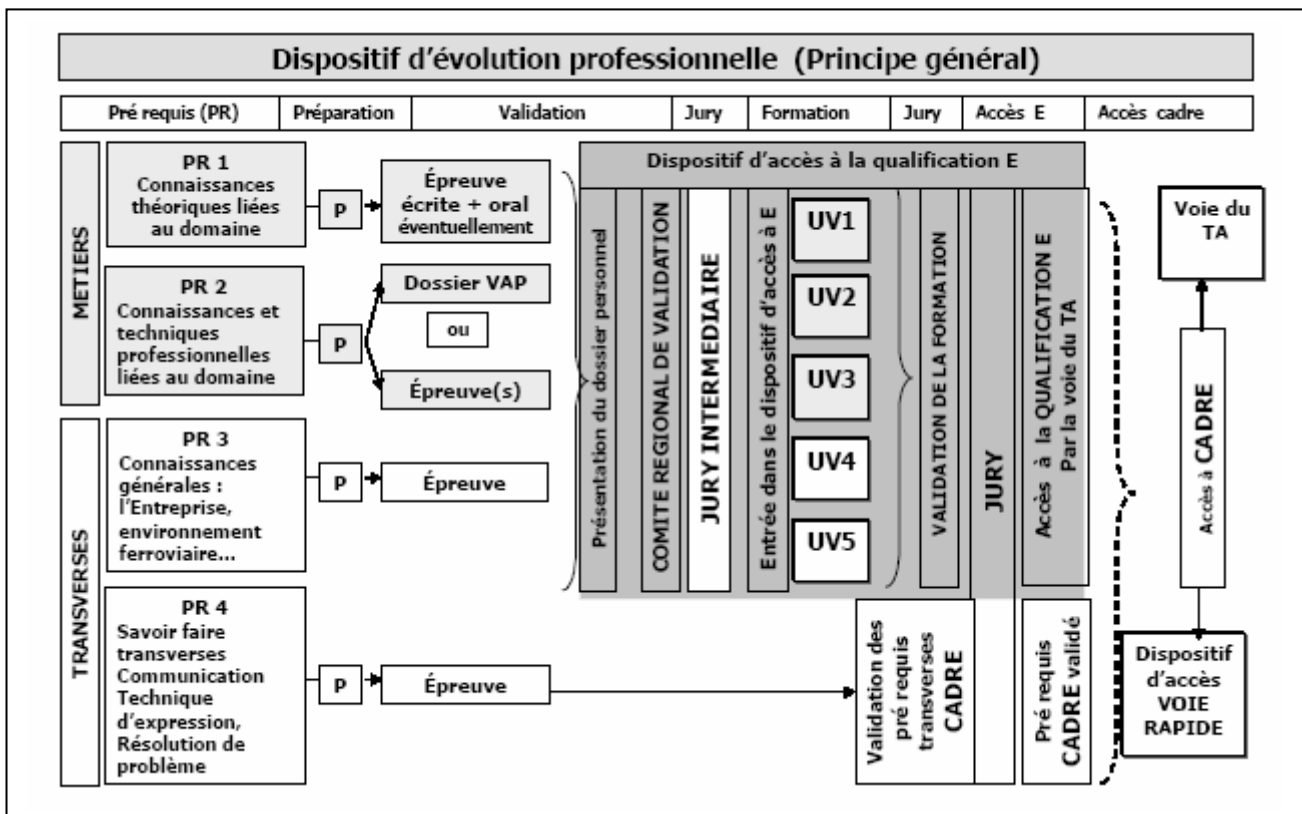 Dispositif d'évolution professionnelle (Principe général)
Pré requis (PR)
Préparation
Validation
Jury
Formation
Jury
Accès E
Accès cadre
METIERS
PR 1
Connaissances
théoriques liées
au domaine
P
Épreuve
écrite + oral
éventuellement
PR 2
Connaissances et
techniques
professionnelles
liées au domaine
P
Dossier VAP
ou
Épreuve(s)
TRANSVERSES
PR 3
Connaissances
générales :
l'Entreprise,
environnement
ferroviaire...
P
Épreuve
PR 4
Savoir faire
transverses
Communication
Technique
d'expression,
Résolution de
problème
P
Épreuve
Dispositif d'accès à la qualification E
Présentation du dossier personnel
COMITE REGIONAL DE VALIDATION
JURY INTERMEDIAIRE
Entrée dans le dispositif d'accès à E
UV1
UV2
UV3
UV4
UV5
VALIDATION DE LA FORMATION
JURY
Accès à la QUALIFICATION E
Par la voie du TA
Validation des
pré requis
transverses
CADRE
Pré requis
CADRE validé
Voie du
TA
Accès à CADRE
Dispositif
d'accès
VOIE
RAPIDE